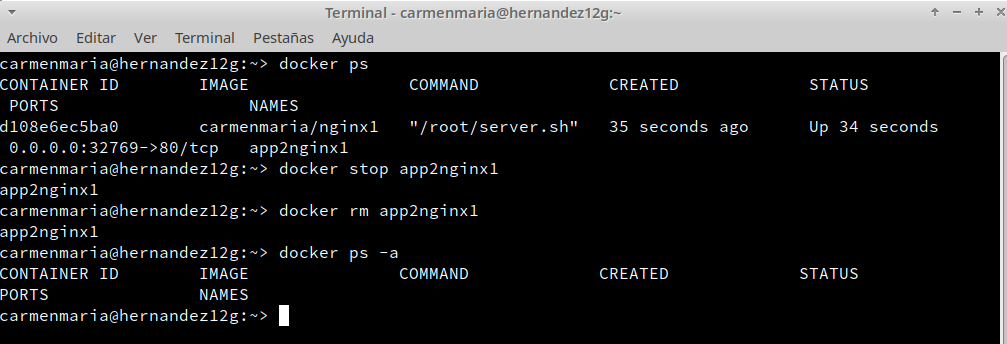 Terminal - carmenmaria@hernandez12g:~
Archivo Editar Ver Terminal Pestañas Ayuda
carmenmaria@hernandez12g:~> docker ps
CONTAINER ID        IMAGE                COMMAND             CREATED             STATUS
 PORTS                   NAMES
d108e6ec5ba0        carmenmaria/nginx1   "/root/server.sh"   35 seconds ago      Up 34 seconds
 0.0.0.0:32769->80/tcp   app2nginx1
carmenmaria@hernandez12g:~> docker stop app2nginx1
app2nginx1
carmenmaria@hernandez12g:~> docker rm app2nginx1
app2nginx1
carmenmaria@hernandez12g:~> docker ps -a
CONTAINER ID        IMAGE               COMMAND             CREATED             STATUS
PORTS               NAMES
carmenmaria@hernandez12g:~>